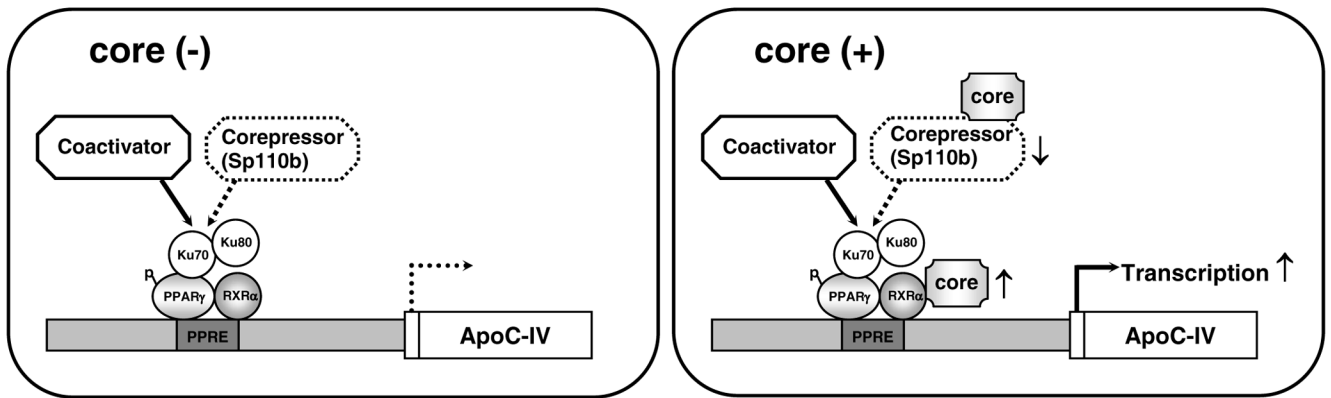 core (-)
Coactivator
Corepressor
(Sp110b)
Ku70
Ku80
p
PPARγ
RXRα
PPRE
ApoC-IV
core (+)
core
Coactivator
Corepressor
(Sp110b)
↓
Ku70
Ku80
p
PPARγ
RXRα
core
↑
Transcription ↑
PPRE
ApoC-IV